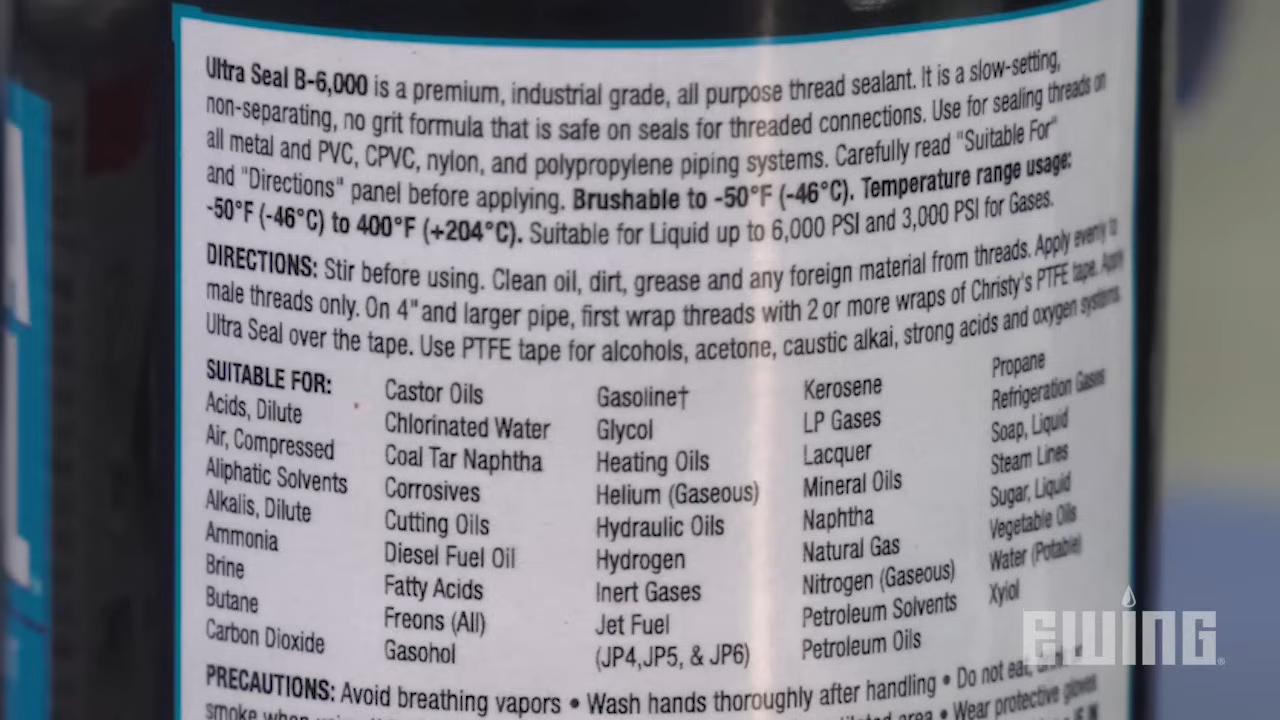 Ultra Seal B-6,000 is a premium, industrial grade, all purpose thread sealant. It is a slow-setting,
non-separating, no grit formula that is safe on seals for threaded connections. Use for sealing threads on
all metal and PVC, CPVC, nylon, and polypropylene piping systems. Carefully read "Suitable For"
and "Directions" panel before applying. Brushable to -50°F (-46°C). Temperature range usage:
-50°F (-46°C) to 400°F (+204°C). Suitable for Liquid up to 6,000 PSI and 3,000 PSI for Gases.
DIRECTIONS: Stir before using. Clean oil, dirt, grease and any foreign material from threads. Apply evenly to
male threads only. On 4" and larger pipe, first wrap threads with 2 or more wraps of Christy's PTFE tape. Apply
Ultra Seal over the tape. Use PTFE tape for alcohols, acetone, caustic alkai, strong acids and oxygen systems.
SUITABLE FOR:
Acids, Dilute
Air, Compressed
Aliphatic Solvents
Alkalis, Dilute
Ammonia
Brine
Butane
Carbon Dioxide
Castor Oils
Chlorinated Water
Coal Tar Naphtha
Corrosives
Cutting Oils
Diesel Fuel Oil
Fatty Acids
Freons (All)
Gasohol
Gasoline†
Glycol
Heating Oils
Helium (Gaseous)
Hydraulic Oils
Hydrogen
Inert Gases
Jet Fuel
(JP4,JP5, & JP6)
Kerosene
LP Gases
Lacquer
Mineral Oils
Naphtha
Natural Gas
Nitrogen (Gaseous)
Petroleum Solvents
Petroleum Oils
Propane
Refrigeration Gases
Soap, Liquid
Steam Lines
Sugar, Liquid
Vegetable Oils
Water (Potable)
Xyiol
PRECAUTIONS: Avoid breathing vapors • Wash hands thoroughly after handling • Do not eat,
smoke when area • Wear protective gloves
EWING®